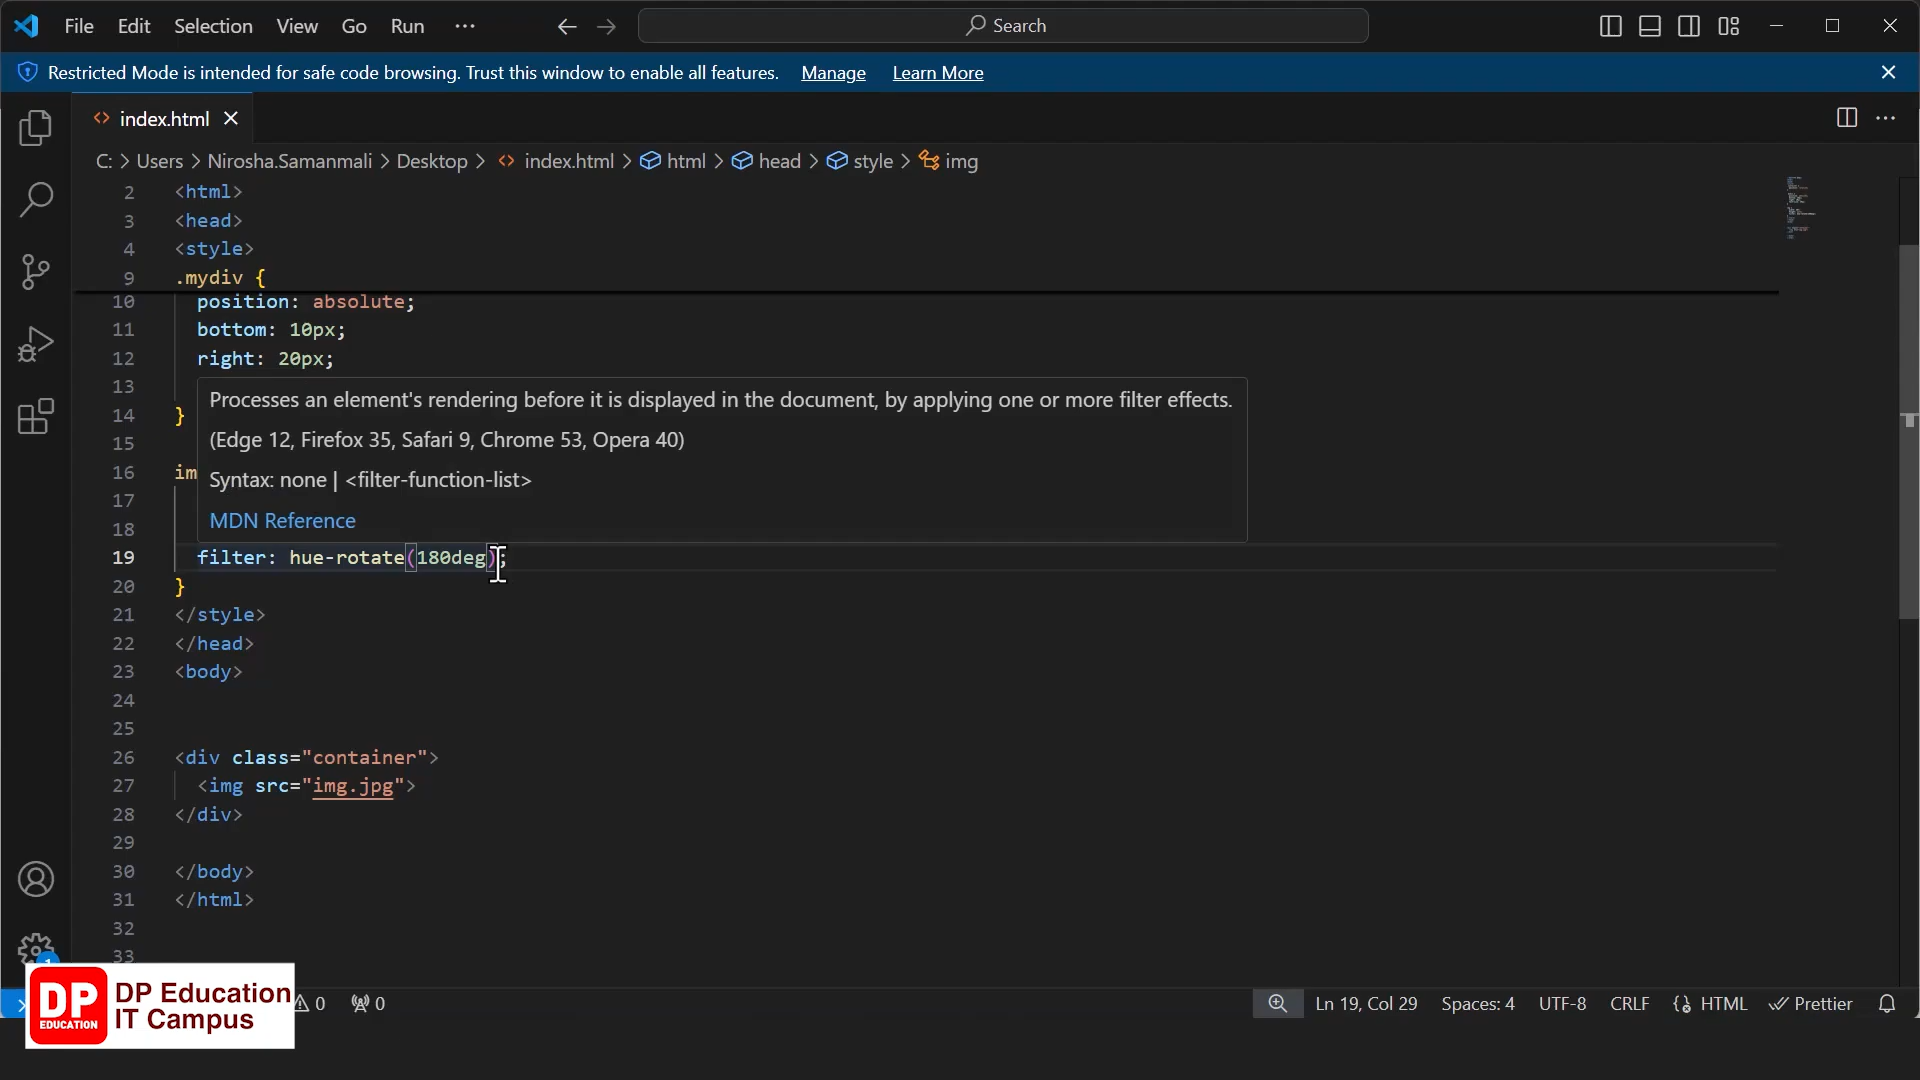 File Edit Selection View Go Run ··· Search
Restricted Mode is intended for safe code browsing. Trust this window to enable all features. Manage Learn More
index.html
C: > Users > Nirosha.Samanmali > Desktop > index.html > html > head > style > img
2 <html>
3 <head>
4 <style>
9 .mydiv {
10 position: absolute;
11 bottom: 10px;
12 right: 20px;
13
Processes an element's rendering before it is displayed in the document, by applying one or more filter effects.
14 }
(Edge 12, Firefox 35, Safari 9, Chrome 53, Opera 40)
15
16 im
Syntax: none | <filter-function-list>
17
18
MDN Reference
19 filter: hue-rotate(180deg);
20 }
21 </style>
22 </head>
23 <body>
24
25
26 <div class="container">
27 <img src="img.jpg">
28 </div>
29
30 </body>
31 </html>
32
33
DP EDUCATION
DP Education
IT Campus
0 0 Ln 19, Col 29 Spaces: 4 UTF-8 CRLF HTML Prettier